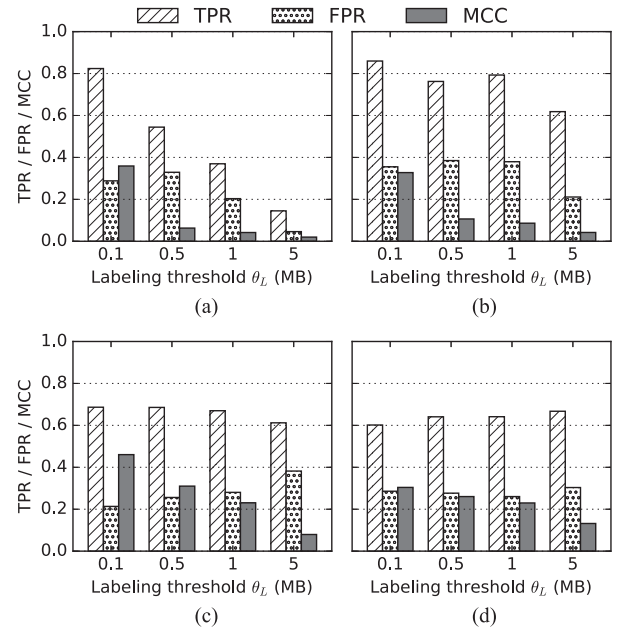 TPR FPR MCC
1.0
0.8
0.6
0.4
0.2
0.0
TPR / FPR / MCC
0.1 0.5 1 5
Labeling threshold θL (MB)
(a)
0.1 0.5 1 5
Labeling threshold θL (MB)
(b)
1.0
0.8
0.6
0.4
0.2
0.0
TPR / FPR / MCC
0.1 0.5 1 5
Labeling threshold θL (MB)
(c)
0.1 0.5 1 5
Labeling threshold θL (MB)
(d)